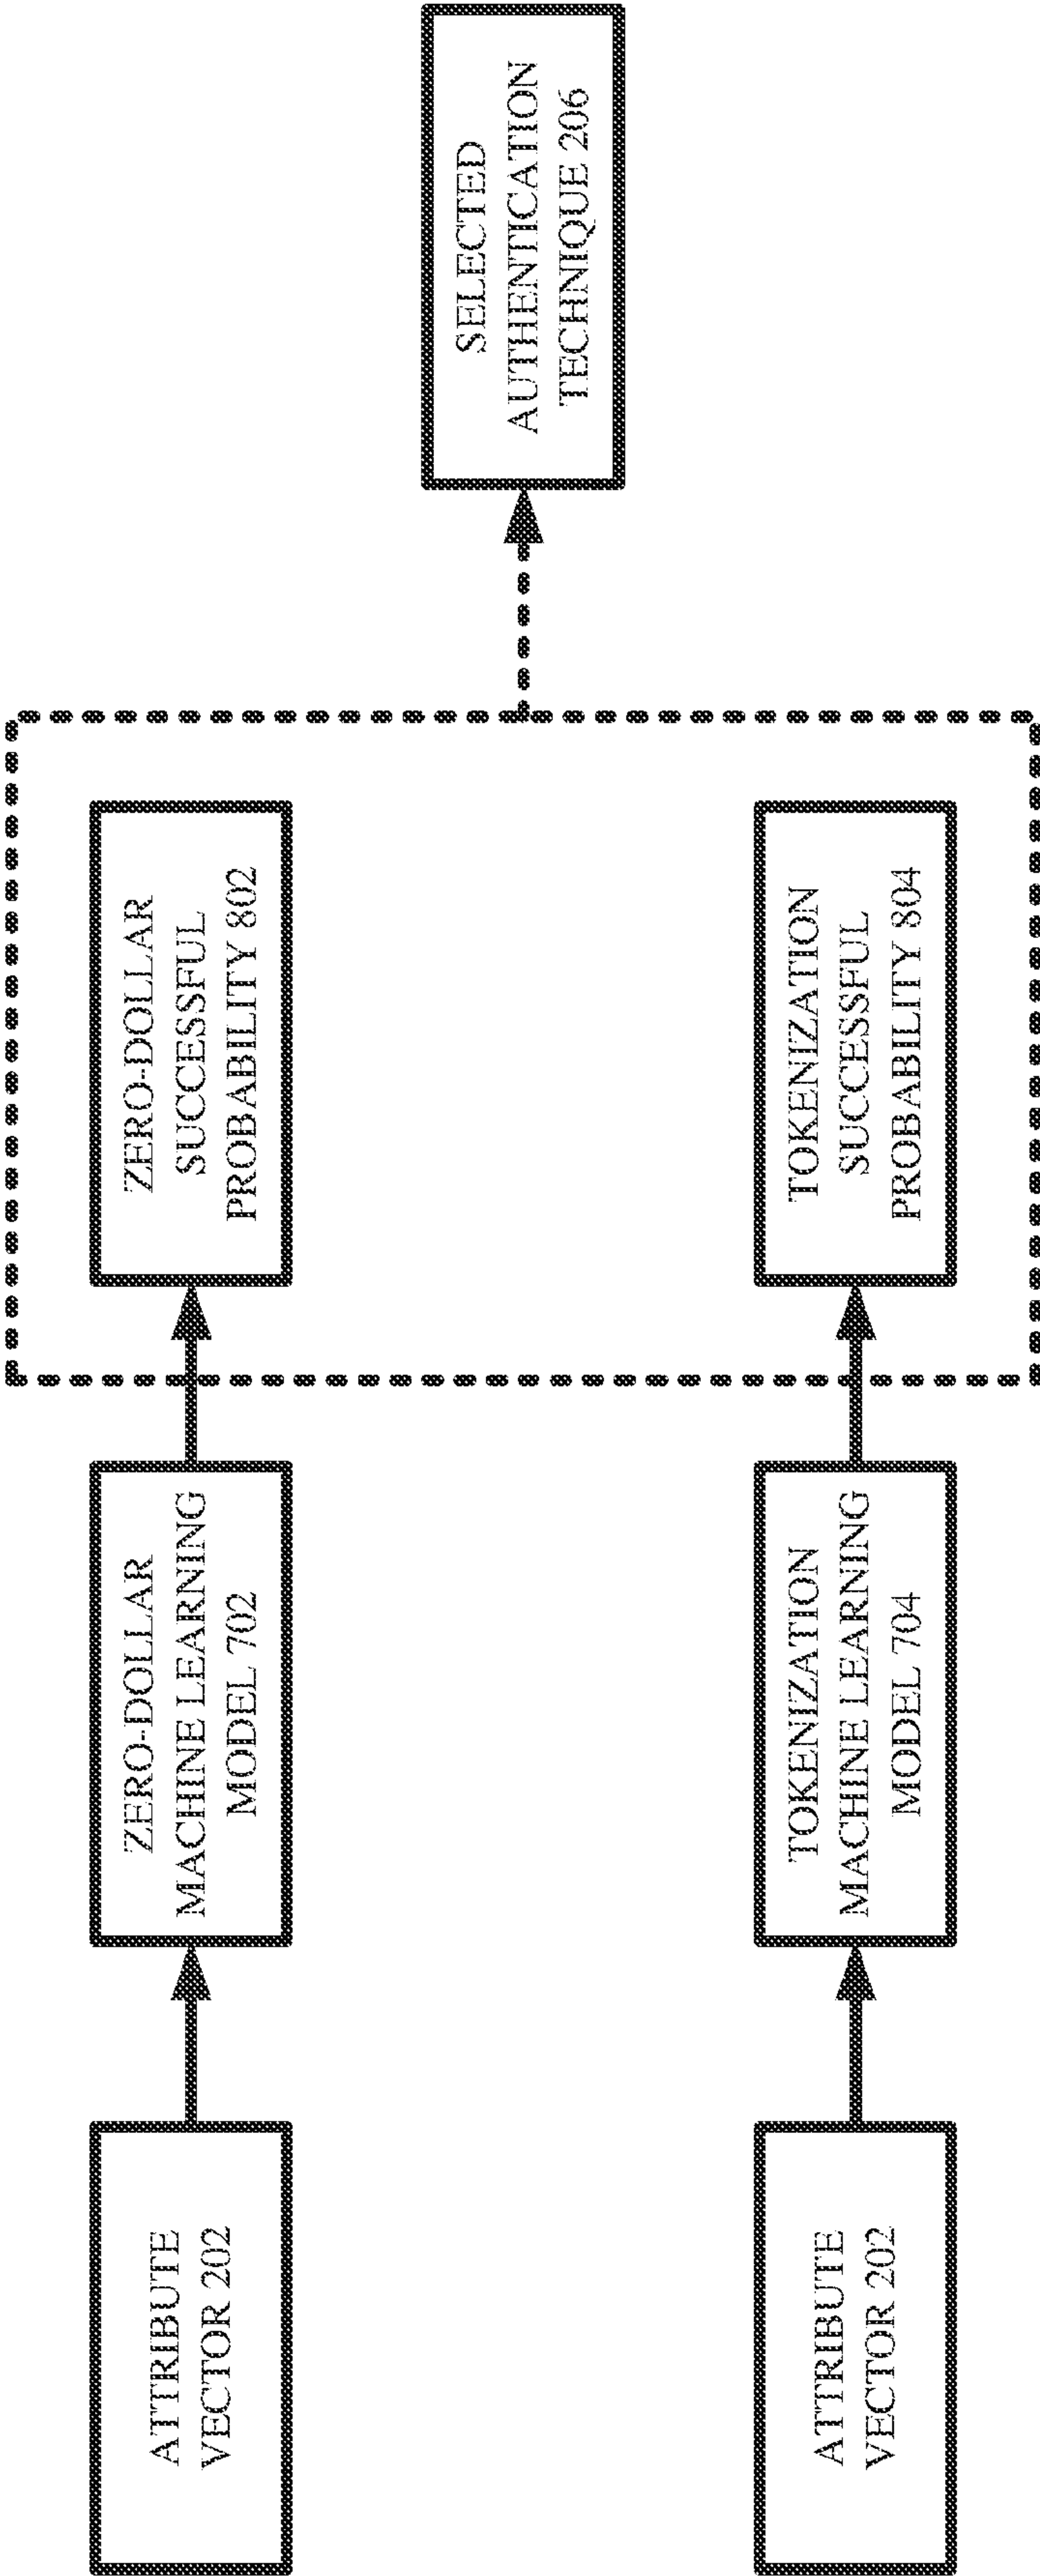 ATTRIBUTE
VECTOR 202
ZERO-DOLLAR
MACHINE LEARNING
MODEL 702
ZERO-DOLLAR
SUCCESSFUL
PROBABILITY 802
ATTRIBUTE
VECTOR 202
TOKENIZATION
MACHINE LEARNING
MODEL 704
TOKENIZATION
SUCCESSFUL
PROBABILITY 804
SELECTED
AUTHENTICATION
TECHNIQUE 206